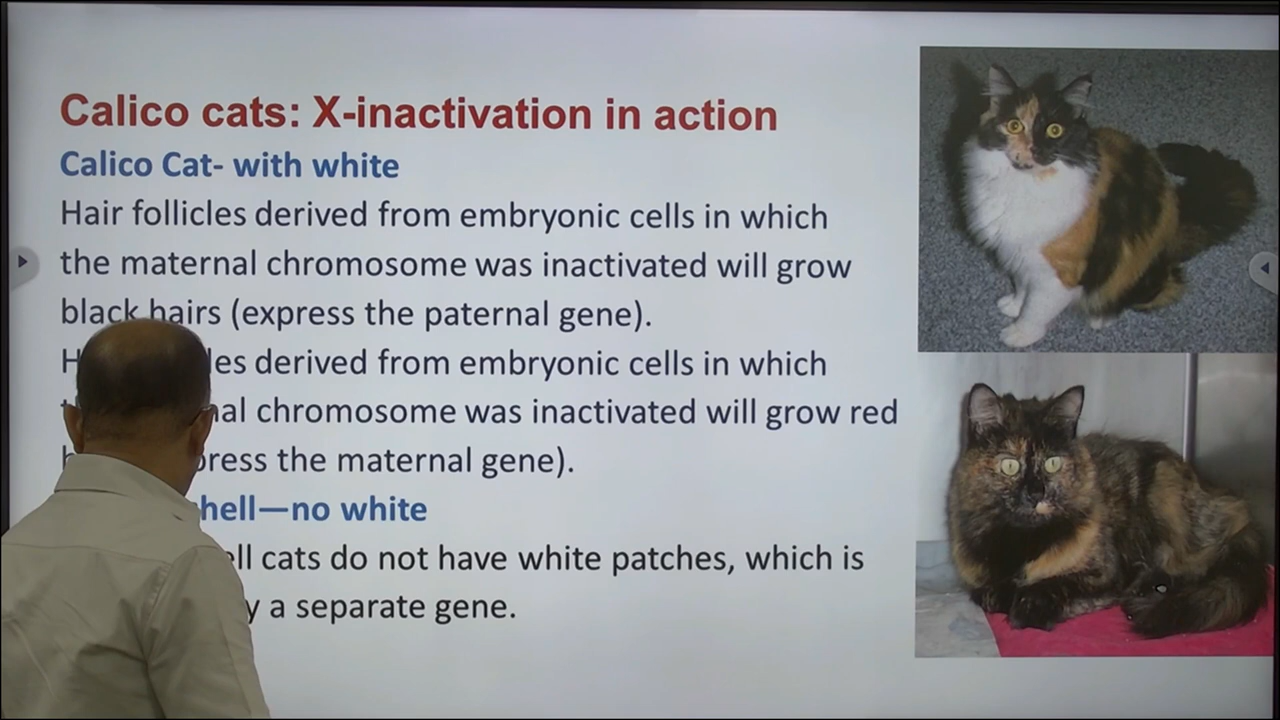 Calico cats: X-inactivation in action
Calico Cat- with white
Hair follicles derived from embryonic cells in which
the maternal chromosome was inactivated will grow
black hairs (express the paternal gene).
les derived from embryonic cells in which
al chromosome was inactivated will grow red
press the maternal gene).
hell—no white
ll cats do not have white patches, which is
y a separate gene.